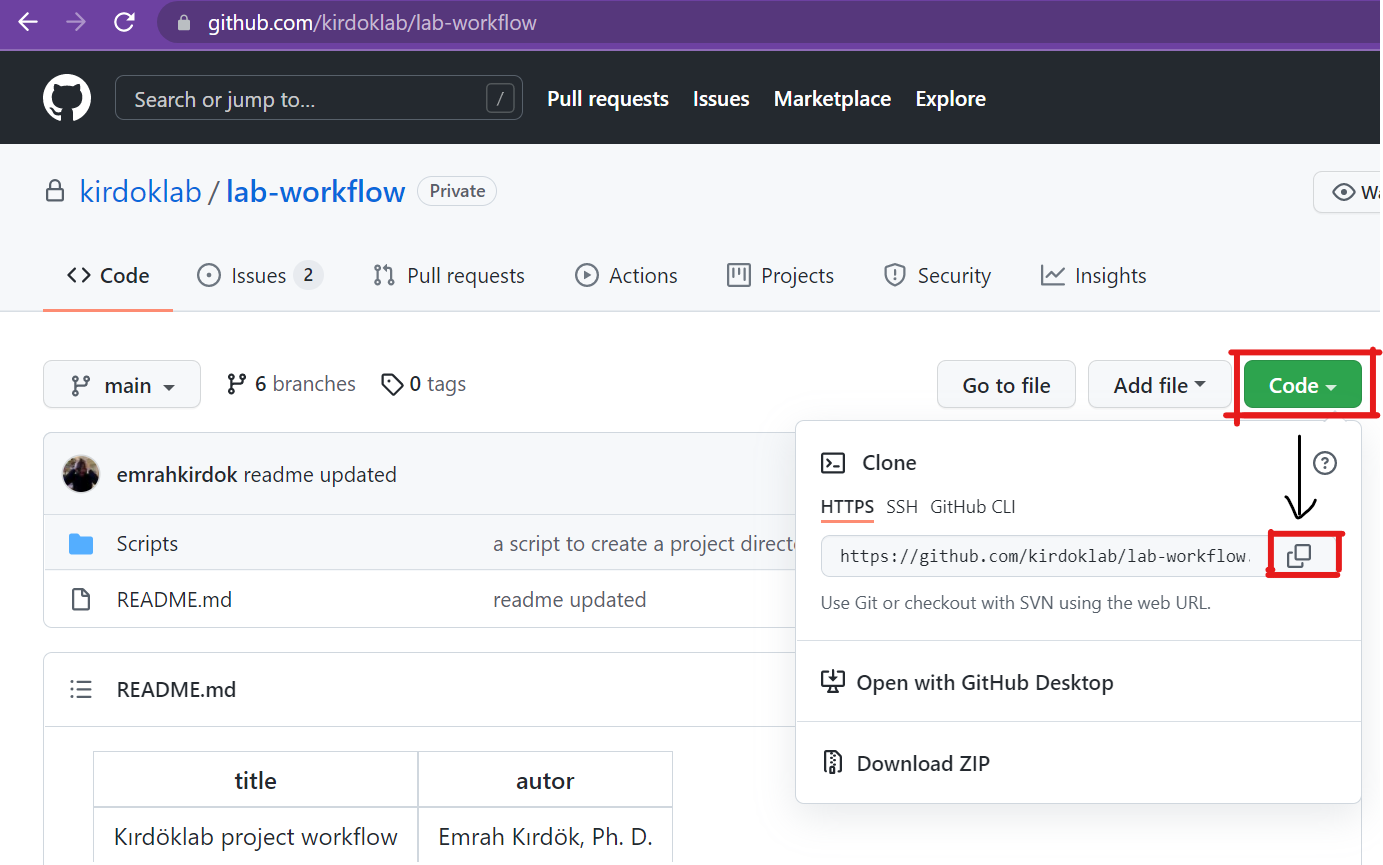 github.com/kirdoklab/lab-workflow
Search or jump to... /
Pull requests Issues Marketplace Explore
kirdoklab / lab-workflow Private
Code Issues 2 Pull requests Actions Projects Security Insights
main 6 branches 0 tags Go to file Add file Code
emrahkirdok readme updated
Scripts a script to create a project
README.md readme updated
Clone
HTTPS SSH GitHub CLI
https://github.com/kirdoklab/lab-workflow.
Use Git or checkout with SVN using the web URL.
Open with GitHub Desktop
Download ZIP
README.md
title autor
Kırdöklab project workflow Emrah Kırdök, Ph. D.